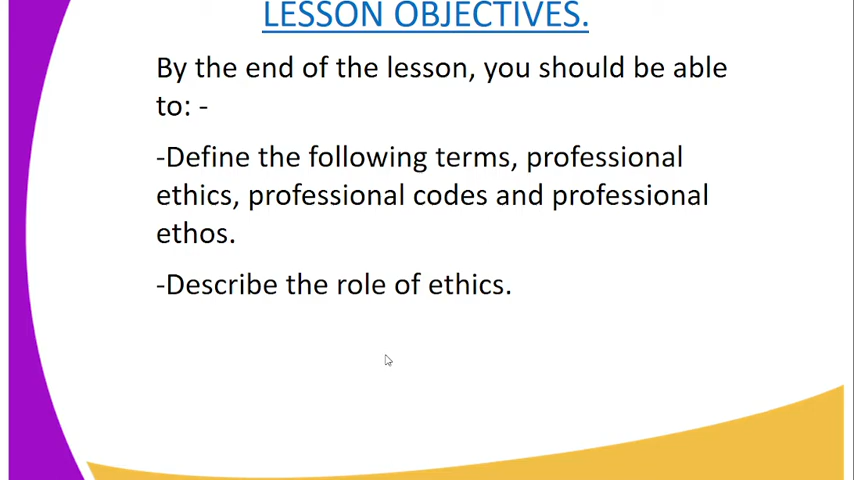 LESSON OBJECTIVES.
By the end of the lesson, you should be able
to: -
-Define the following terms, professional
ethics, professional codes and professional
ethos.
-Describe the role of ethics.